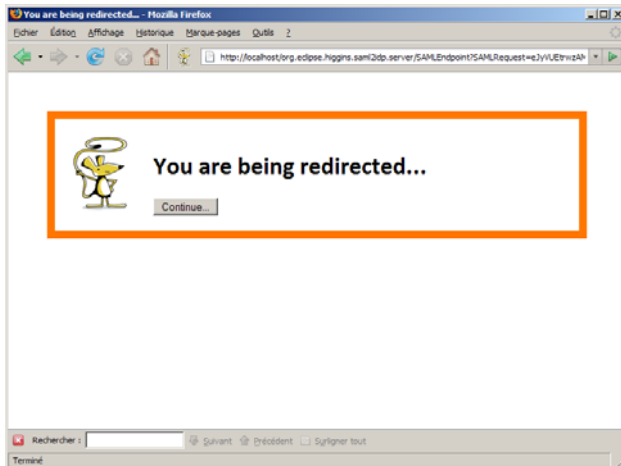 You are being redirected... - Mozilla Firefox
Fichier Édition Affichage Historique Marque-pages Outils ?
http://localhost/org.eclipse.higgins.saml2idp.server/SAMLEndpoint?SAMLRequest=
You are being redirected...
Continue...
Rechercher : Suivant Précédent Surligner tout
Terminé